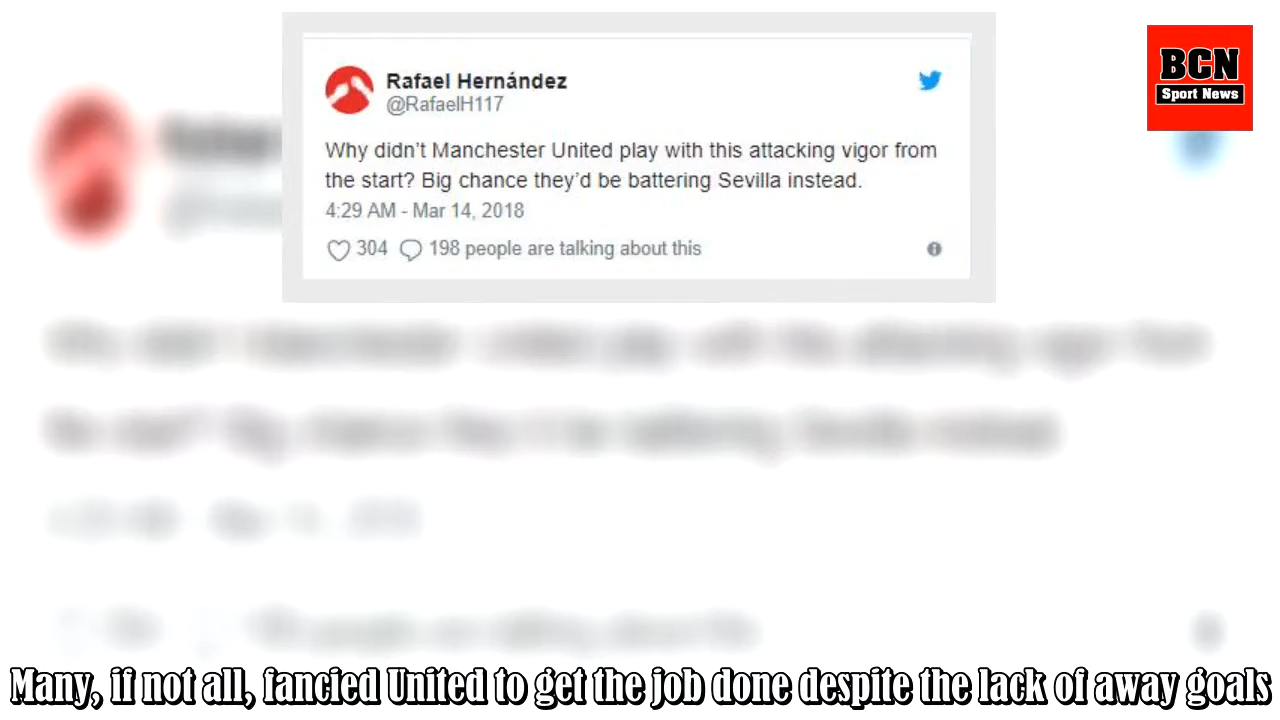 BCN
Sport News
Rafael Hernández
@RafaelH117
Why didn't Manchester United play with this attacking vigor from
the start? Big chance they'd be battering Sevilla instead.
4:29 AM - Mar 14, 2018
304 198 people are talking about this
Many, if not all, fancied United to get the job done despite the lack of away goals